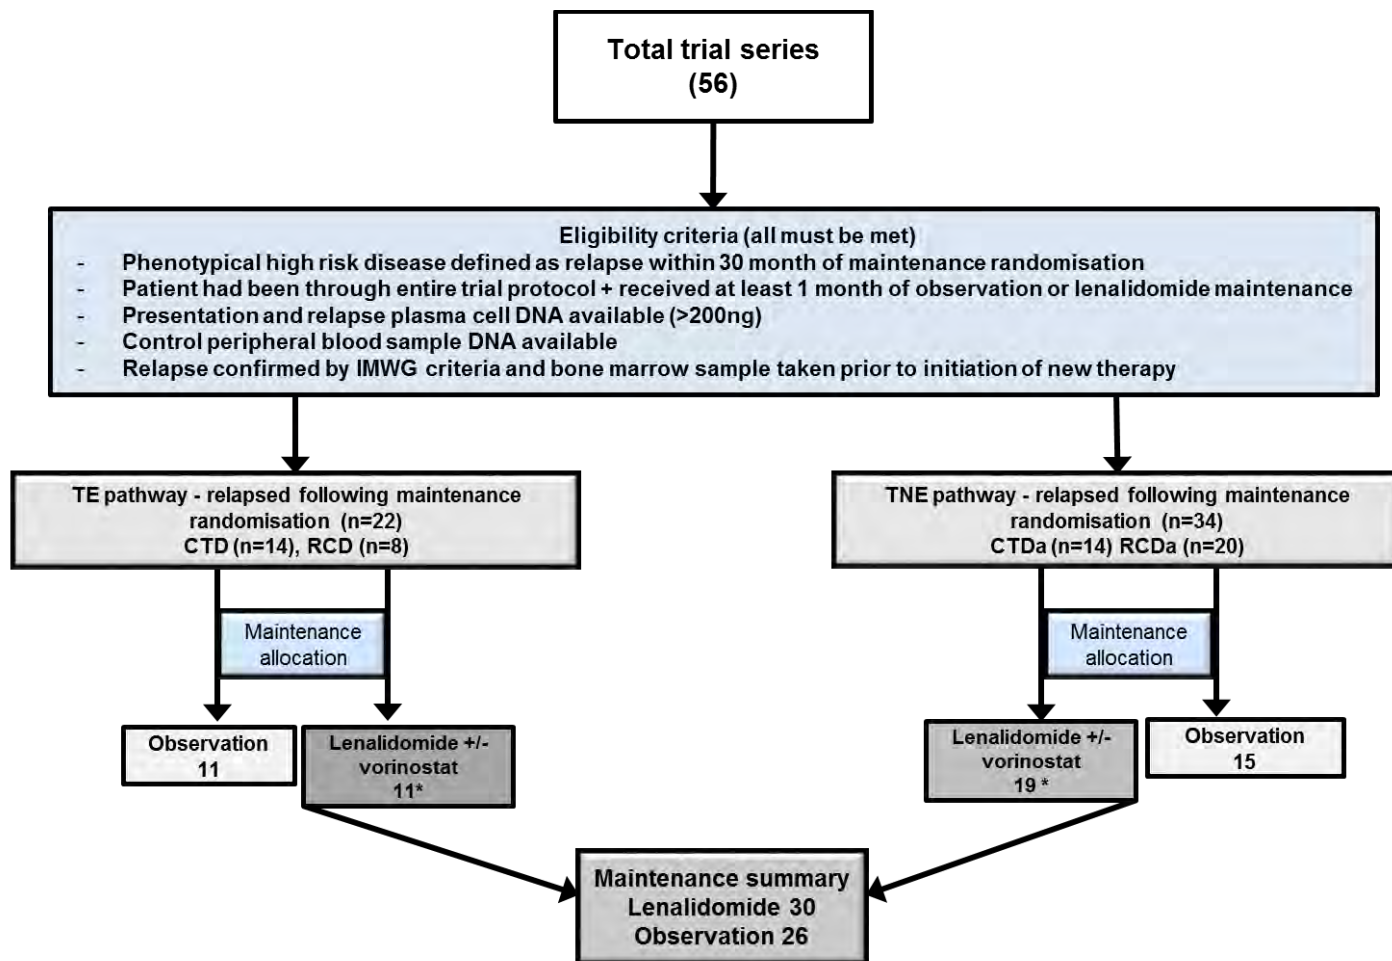 Total trial series
(56)
Eligibility criteria (all must be met)
- Phenotypical high risk disease defined as relapse within 30 month of maintenance randomisation
- Patient had been through entire trial protocol + received at least 1 month of observation or lenalidomide maintenance
- Presentation and relapse plasma cell DNA available (>200ng)
- Control peripheral blood sample DNA available
- Relapse confirmed by IMWG criteria and bone marrow sample taken prior to initiation of new therapy
TE pathway - relapsed following maintenance
randomisation (n=22)
CTD (n=14), RCD (n=8)
TNE pathway - relapsed following maintenance
randomisation (n=34)
CTDa (n=14) RCDa (n=20)
Maintenance
allocation
Maintenance
allocation
Observation
11
Lenalidomide +/-
vorinostat
11*
Lenalidomide +/-
vorinostat
19 *
Observation
15
Maintenance summary
Lenalidomide 30
Observation 26